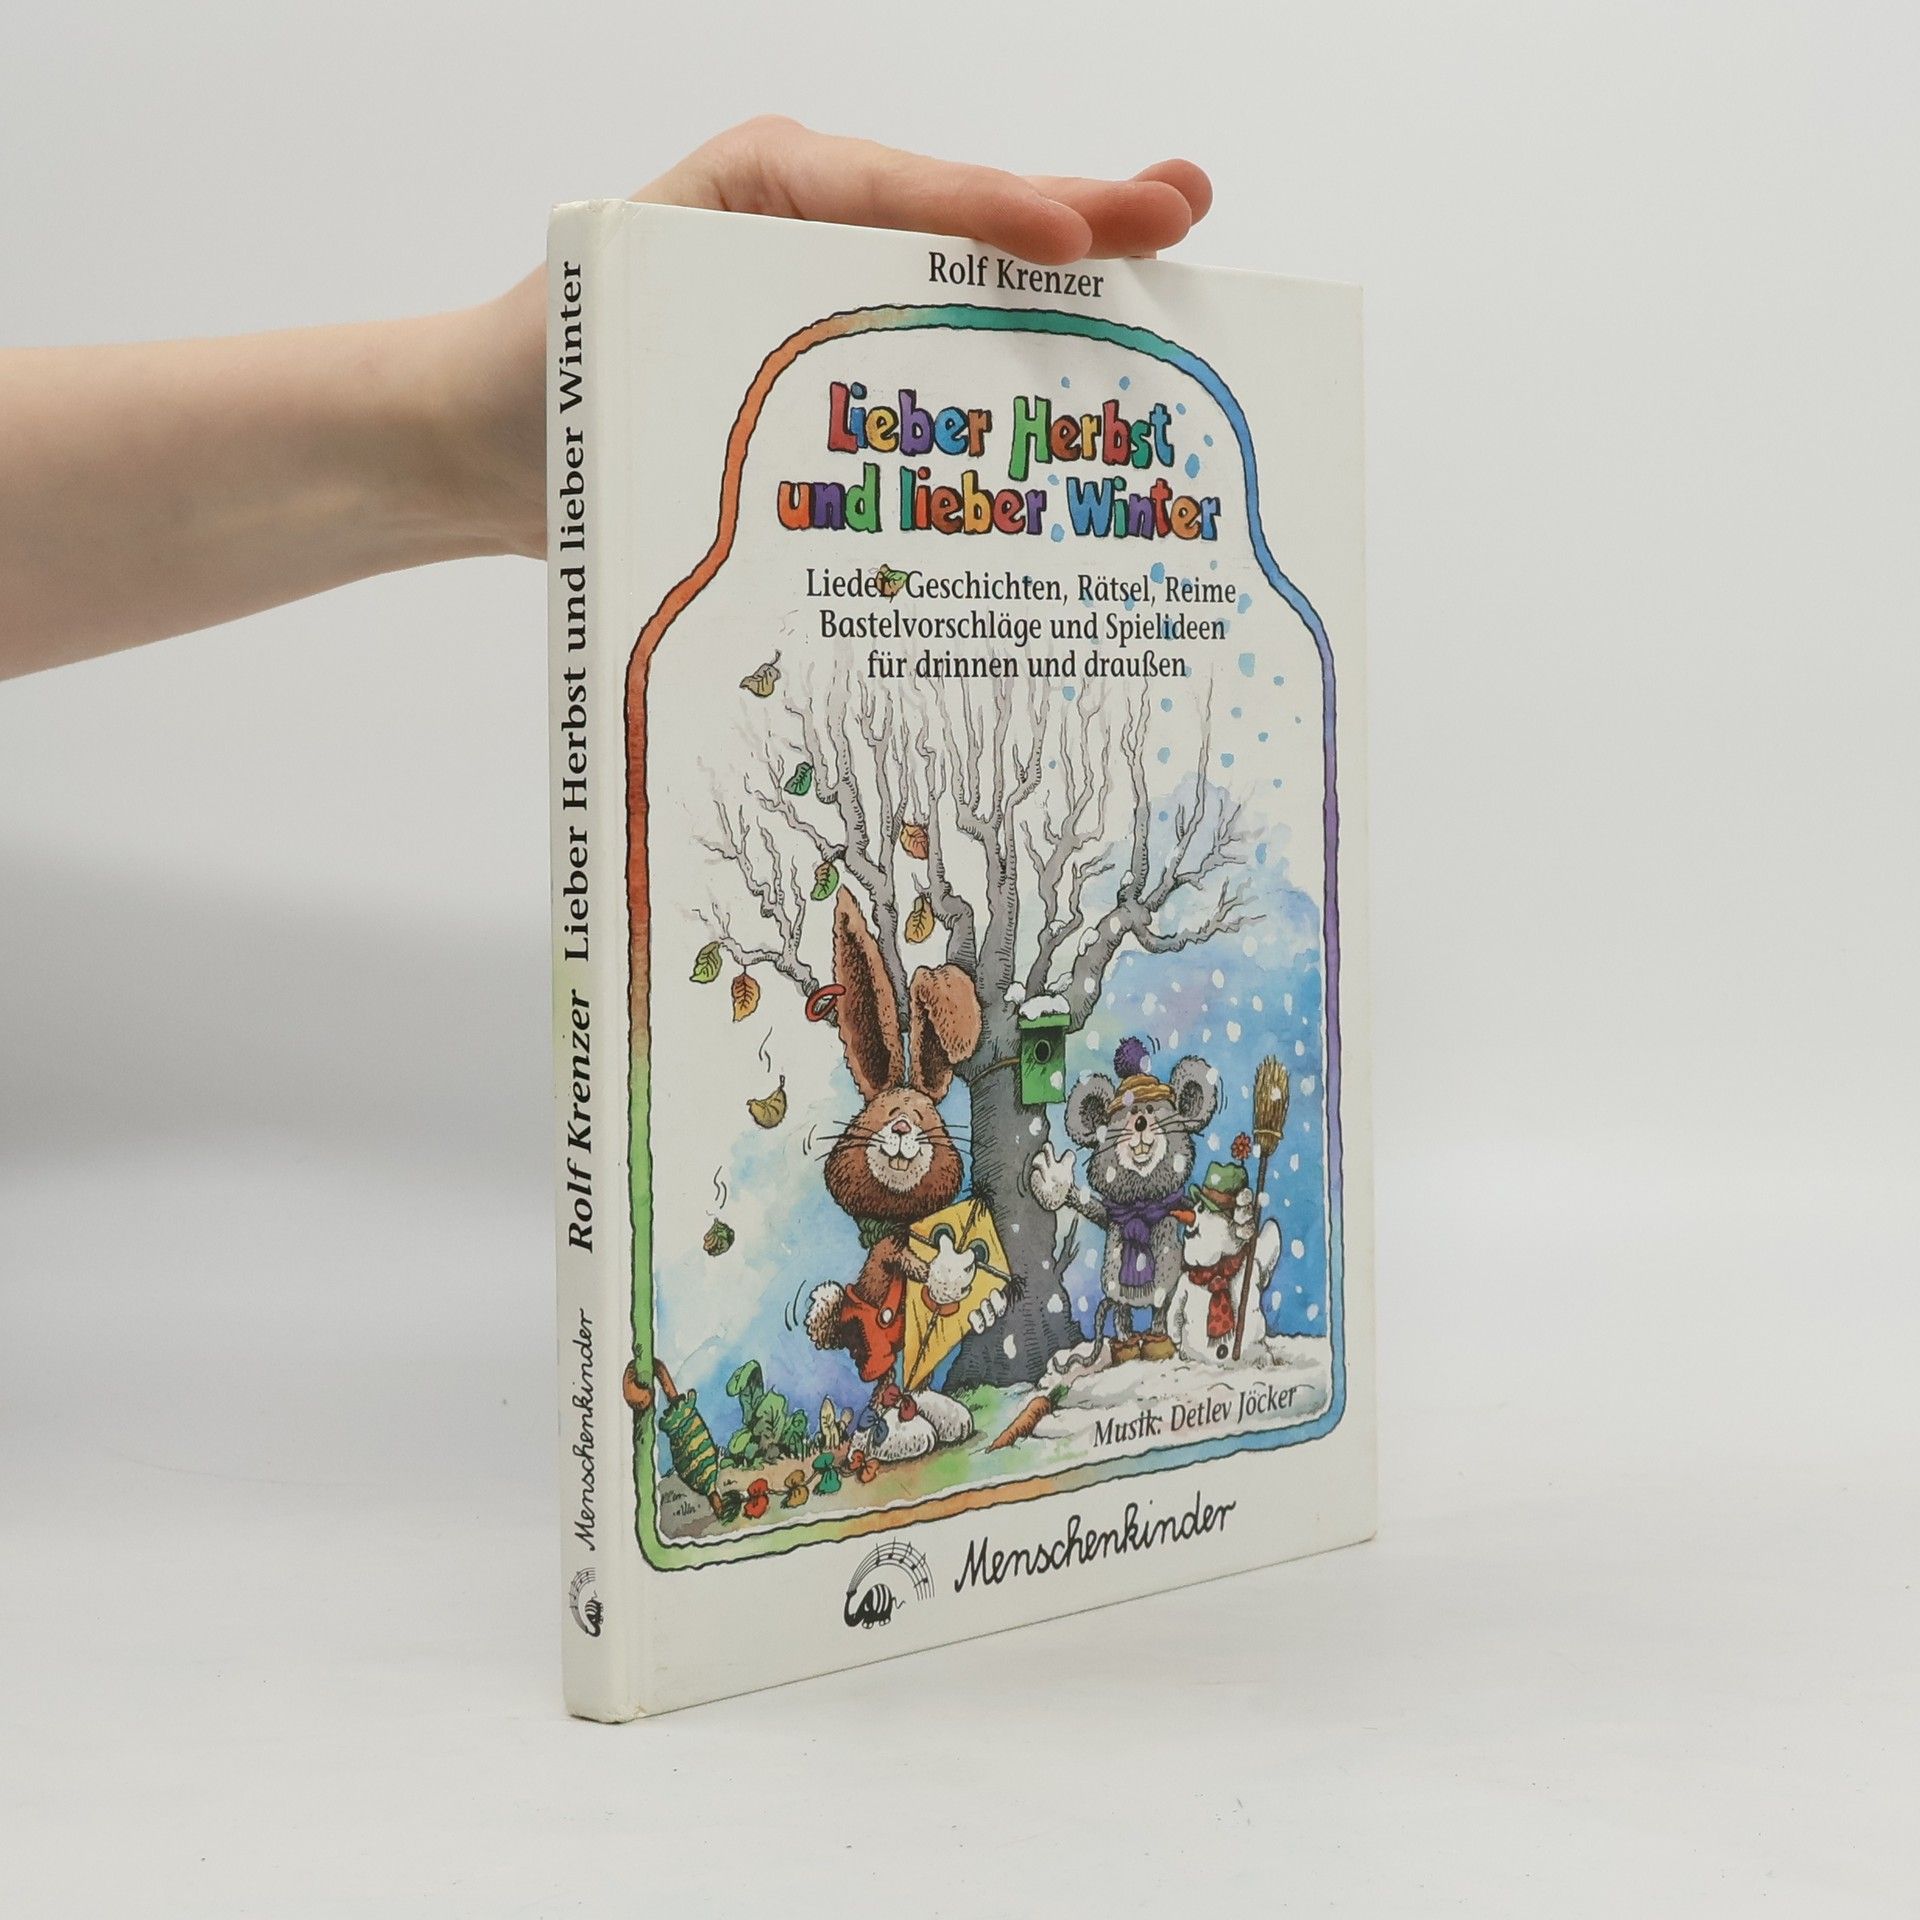 Rolf Krenzer
Lieber Herbst
und lieber Winter
Lieder, Geschichten, Rätsel, Reime
Bastelvorschläge und Spielideen
für drinnen und draußen
Musik: Detlev Jöcker
Menschenkinder
Menschenkinder Rolf Krenzer Lieber Herbst und lieber Winter